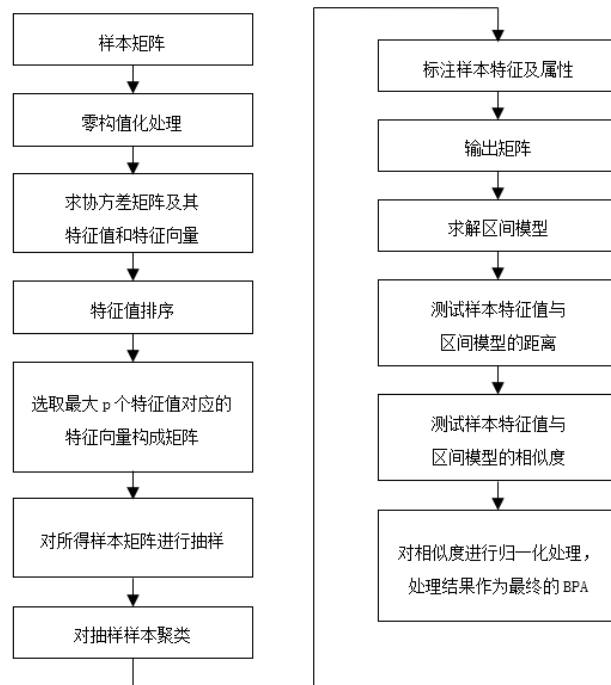 样本矩阵
零构值化处理
求协方差矩阵及其
特征值和特征向量
特征值排序
选取最大 p 个特征值对应的
特征向量构成矩阵
对所得样本矩阵进行抽样
对抽样样本聚类
标注样本特征及属性
输出矩阵
求解区间模型
测试样本特征值与
区间模型的距离
测试样本特征值与
区间模型的相似度
对相似度进行归一化处理,
处理结果作为最终的 BPA